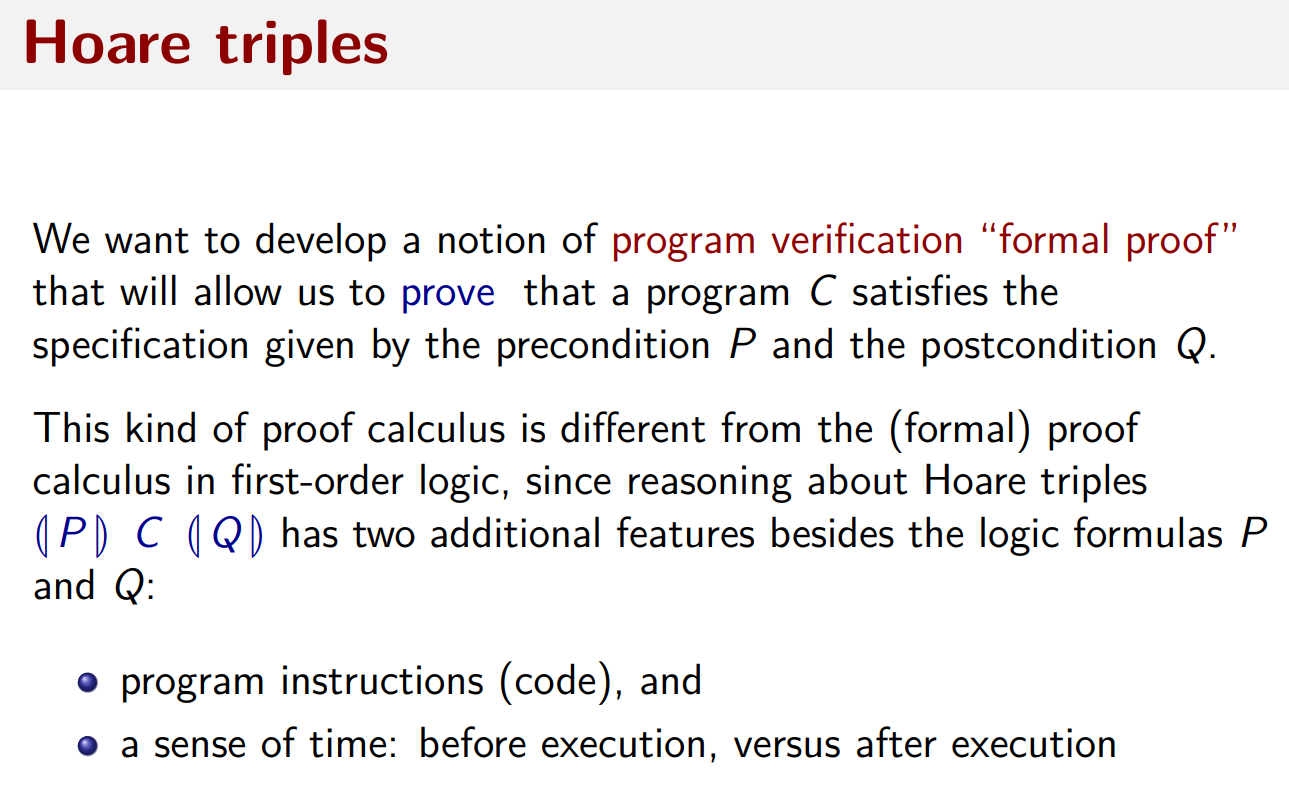 Hoare triples
We want to develop a notion of program verification “formal proof”
that will allow us to prove that a program C satisfies the
specification given by the precondition P and the postcondition Q.
This kind of proof calculus is different from the (formal) proof
calculus in first-order logic, since reasoning about Hoare triples
⦇P⦈ C ⦇Q⦈ has two additional features besides the logic formulas P
and Q:
program instructions (code), and
a sense of time: before execution, versus after execution